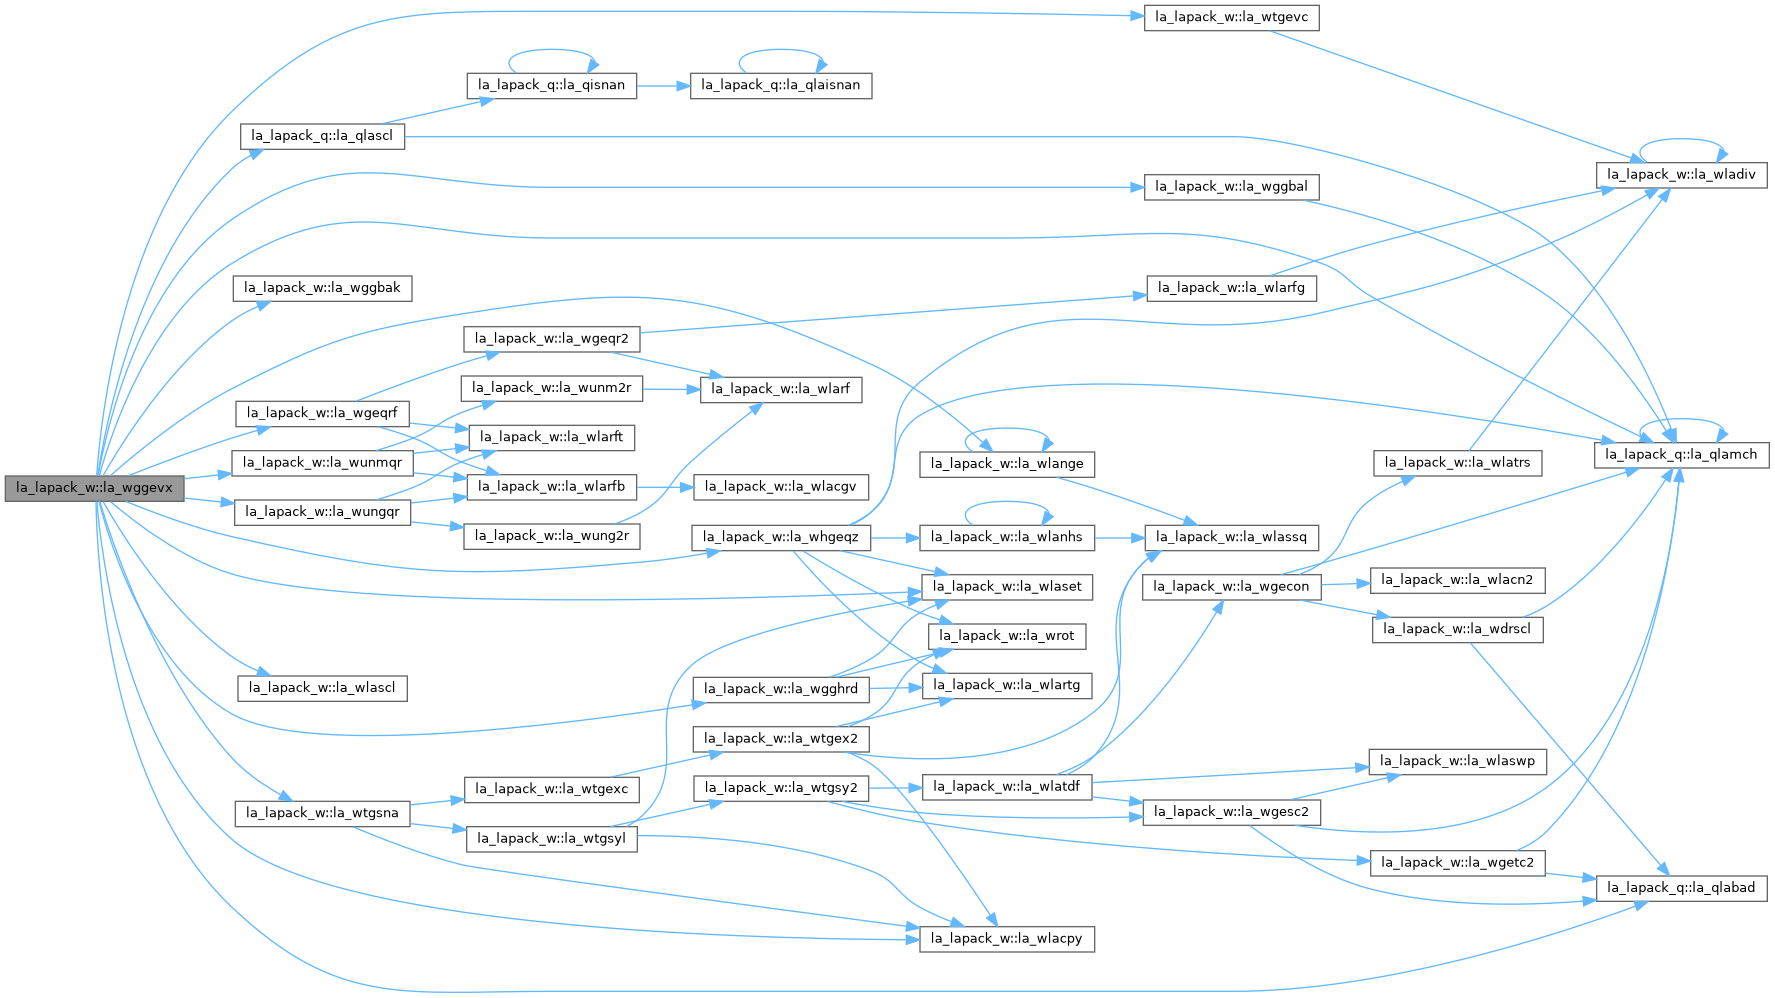 la_lapack_w::la_wtgevc
la_lapack_q::la_qisnan
la_lapack_q::la_qlaisnan
la_lapack_q::la_qlascl
la_lapack_w::la_wladiv
la_lapack_w::la_wggbal
la_lapack_w::la_wggbak
la_lapack_w::la_wlarfg
la_lapack_w::la_wgeqr2
la_lapack_w::la_wunm2r
la_lapack_w::la_wlarf
la_lapack_w::la_wgeqrf
la_lapack_w::la_wlarft
la_lapack_q::la_qlamch
la_lapack_w::la_wunmqr
la_lapack_w::la_wlange
la_lapack_w::la_wlatrs
la_lapack_w::la_wggevx
la_lapack_w::la_wlarfb
la_lapack_w::la_wlacgv
la_lapack_w::la_wungqr
la_lapack_w::la_wung2r
la_lapack_w::la_whgeqz
la_lapack_w::la_wlanhs
la_lapack_w::la_wlassq
la_lapack_w::la_wlaset
la_lapack_w::la_wgecon
la_lapack_w::la_wlacn2
la_lapack_w::la_wrot
la_lapack_w::la_wdrscl
la_lapack_w::la_wlascl
la_lapack_w::la_wgghrd
la_lapack_w::la_wlartg
la_lapack_w::la_wtgex2
la_lapack_w::la_wlaswp
la_lapack_w::la_wtgexc
la_lapack_w::la_wtgsy2
la_lapack_w::la_wlatdf
la_lapack_w::la_wtgsna
la_lapack_w::la_wgesc2
la_lapack_w::la_wtgsyl
la_lapack_w::la_wgetc2
la_lapack_q::la_qlabad
la_lapack_w::la_wlacpy